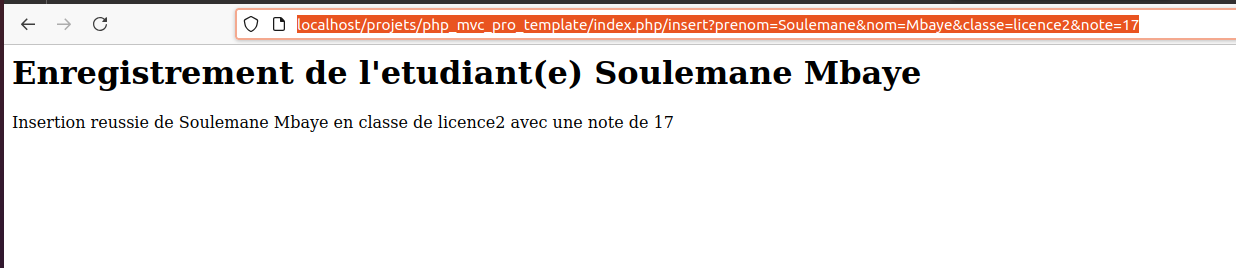 localhost/projets/php_mvc_pro_template/index.php/insert?prenom=Soulemane&nom=Mbaye&classe=licence2&note=17
Enregistrement de l'etudiant(e) Soulemane Mbaye
Insertion reussie de Soulemane Mbaye en classe de licence2 avec une note de 17